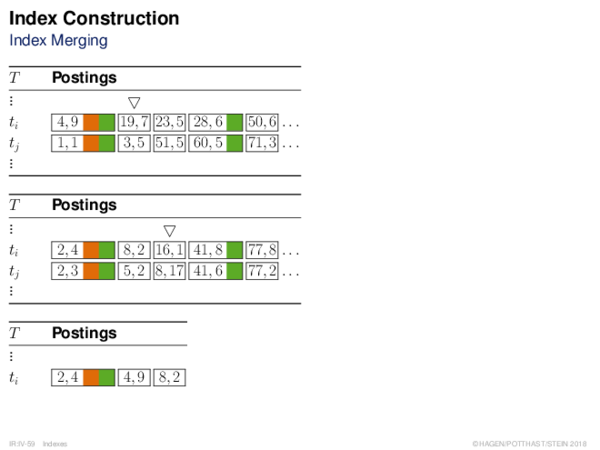 Index Construction
Index Merging
T Postings
⋮ ▽
t_i 4, 9 19, 7 23, 5 28, 6 50, 6 . . .
t_j 1, 1 3, 5 51, 5 60, 5 71, 3 . . .
⋮
T Postings
⋮ ▽
t_i 2, 4 8, 2 16, 1 41, 8 77, 8 . . .
t_j 2, 3 5, 2 8, 17 41, 6 77, 2 . . .
⋮
T Postings
⋮
t_i 2, 4 4, 9 8, 2
IR:IV-59 Indexes ©HAGEN/POTTHAST/STEIN 2018